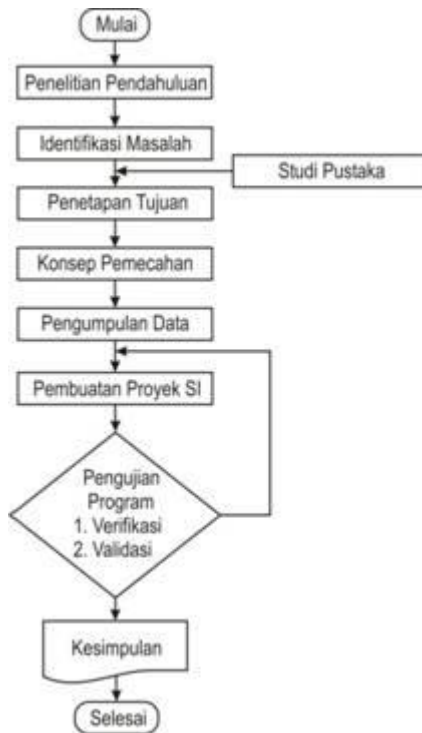 Mulai
Penelitian Pendahuluan
Identifikasi Masalah
Studi Pustaka
Penetapan Tujuan
Konsep Pemecahan
Pengumpulan Data
Pembuatan Proyek SI
Pengujian
Program
1. Verifikasi
2. Validasi
Kesimpulan
Selesai